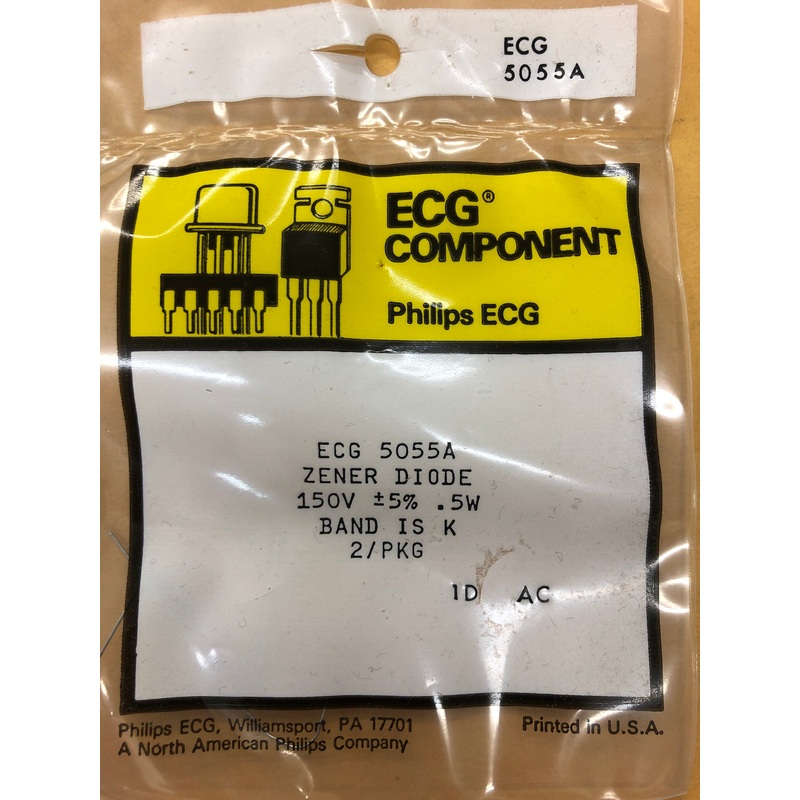 ECG
5055A
ECG®
COMPONENT
Philips ECG
ECG 5055A
ZENER DIODE
150V ±5% .5W
BAND IS K
2/PKG
1D AC
Philips ECG, Williamsport, PA 17701
A North American Philips Company
Printed in U.S.A.